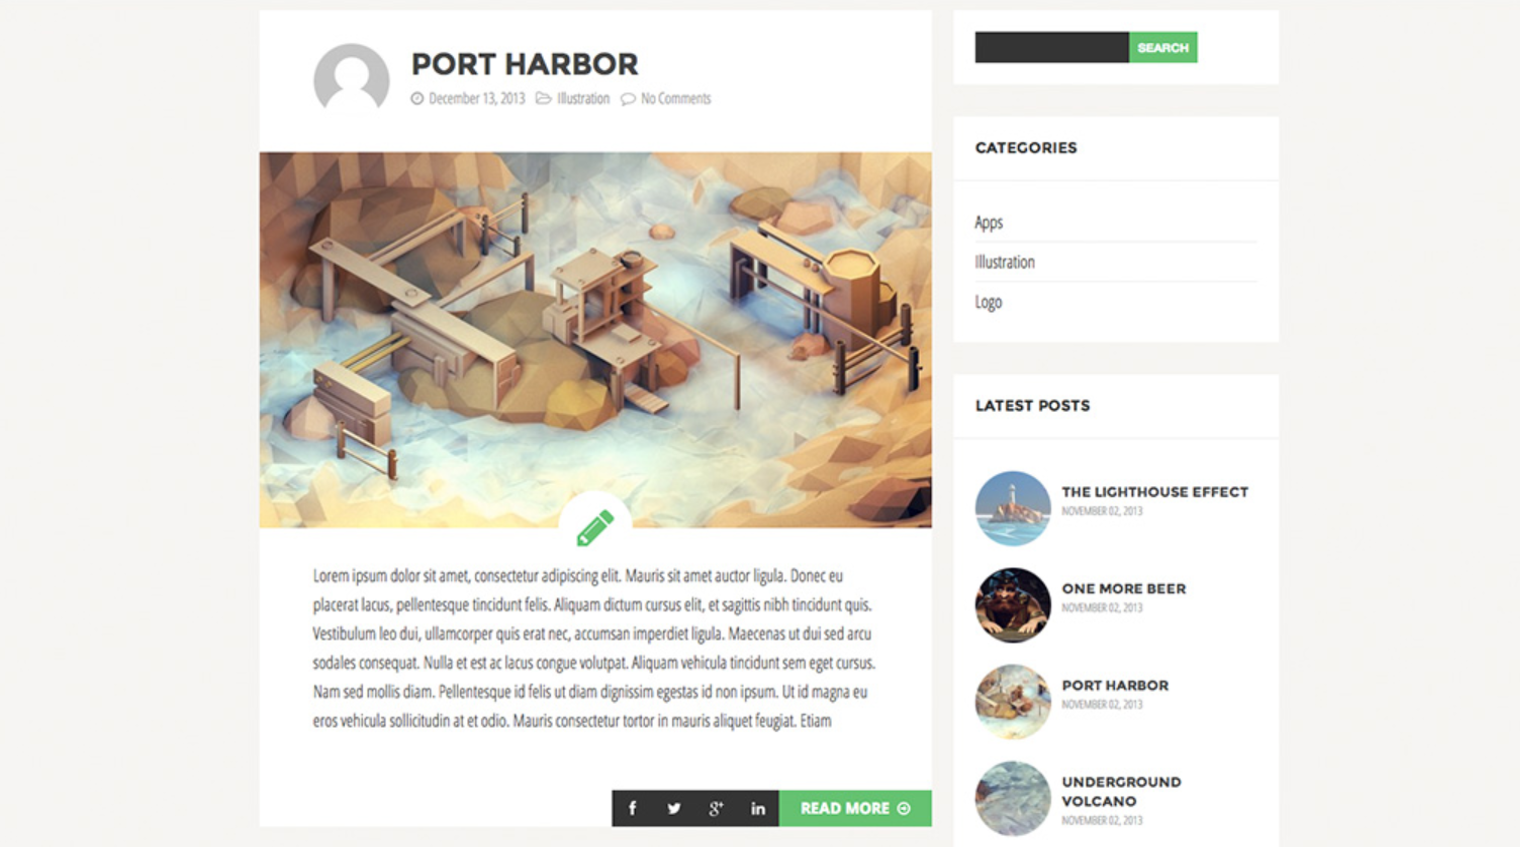 PORT HARBOR
December 13, 2013 Illustration No Comments
Lorem ipsum dolor sit amet, consectetur adipiscing elit. Mauris sit amet auctor ligula. Donec eu
placerat lacus, pellentesque tincidunt felis. Aliquam dictum cursus elit, et sagittis nibh tincidunt quis.
Vestibulum leo dui, ullamcorper quis erat nec, accumsan imperdiet ligula. Maecenas ut dui sed arcu
sodales consequat. Nulla et est ac lacus congue volutpat. Aliquam vehicula tincidunt sem eget cursus.
Nam sed mollis diam. Pellentesque id felis ut diam dignissim egestas id non ipsum. Ut id magna eu
eros vehicula sollicitudin at et odio. Mauris consectetur tortor in mauris aliquet feugiat. Etiam
READ MORE
SEARCH
CATEGORIES
Apps
Illustration
Logo
LATEST POSTS
THE LIGHTHOUSE EFFECT
NOVEMBER 02, 2013
ONE MORE BEER
NOVEMBER 02, 2013
PORT HARBOR
NOVEMBER 02, 2013
UNDERGROUND
VOLCANO
NOVEMBER 02, 2013